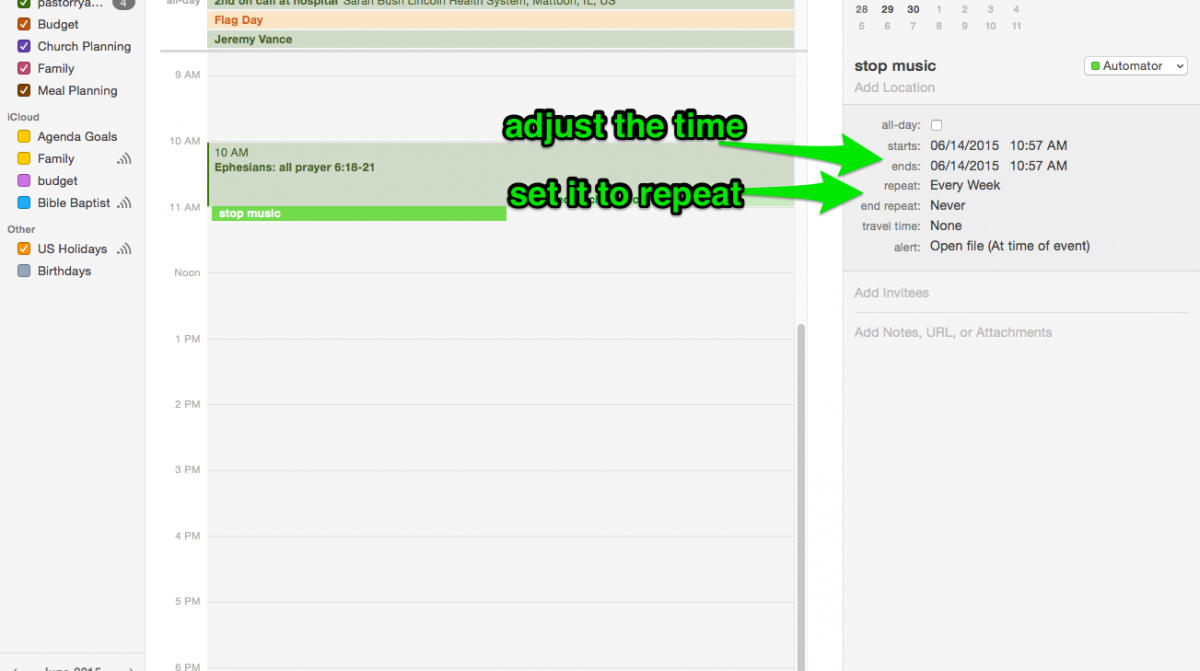 pastorrya... 4
Budget
Church Planning
Family
Meal Planning
iCloud
Agenda Goals
Family
budget
Bible Baptist
Other
US Holidays
Birthdays
all-day
2nd on call at hospital Sarah Bush Lincoln Health System, Mattoon, IL, US
Flag Day
Jeremy Vance
9 AM
10 AM
10 AM
Ephesians: all prayer 6:18-21
11 AM
stop music
Noon
1 PM
2 PM
3 PM
4 PM
5 PM
6 PM
adjust the time
set it to repeat
28 29 30 1 2 3 4
5 6 7 8 9 10 11
stop music
Automator
Add Location
all-day:
starts: 06/14/2015 10:57 AM
ends: 06/14/2015 10:57 AM
repeat: Every Week
end repeat: Never
travel time: None
alert: Open file (At time of event)
Add Invitees
Add Notes, URL, or Attachments
June 2015